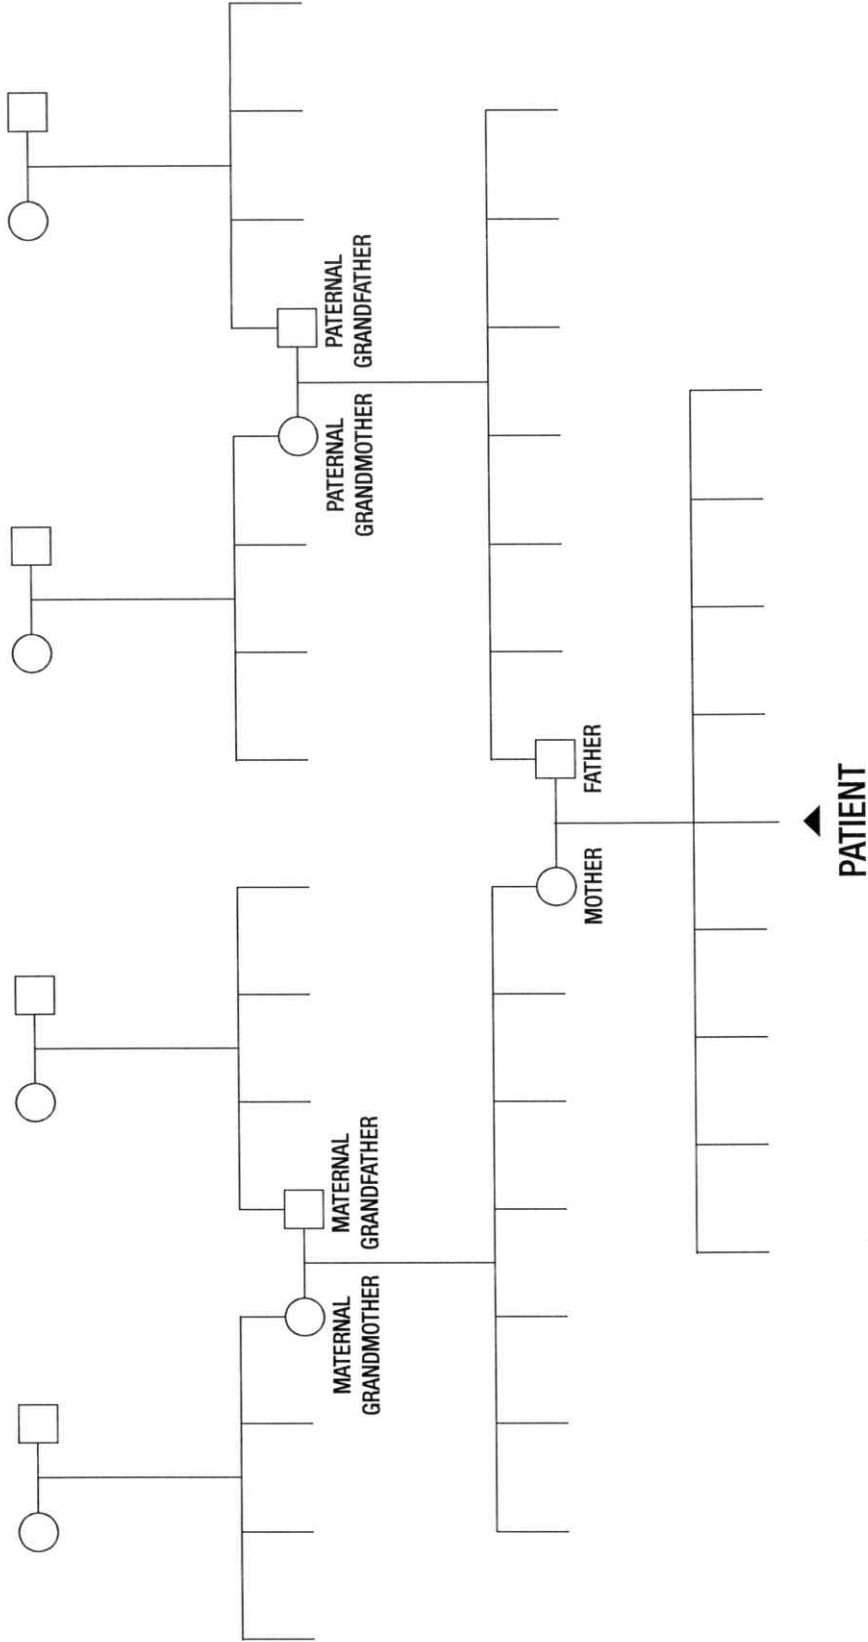 MATERNAL
GRANDMOTHER
MATERNAL
GRANDFATHER
PATERNAL
GRANDMOTHER
PATERNAL
GRANDFATHER
MOTHER
FATHER
PATIENT